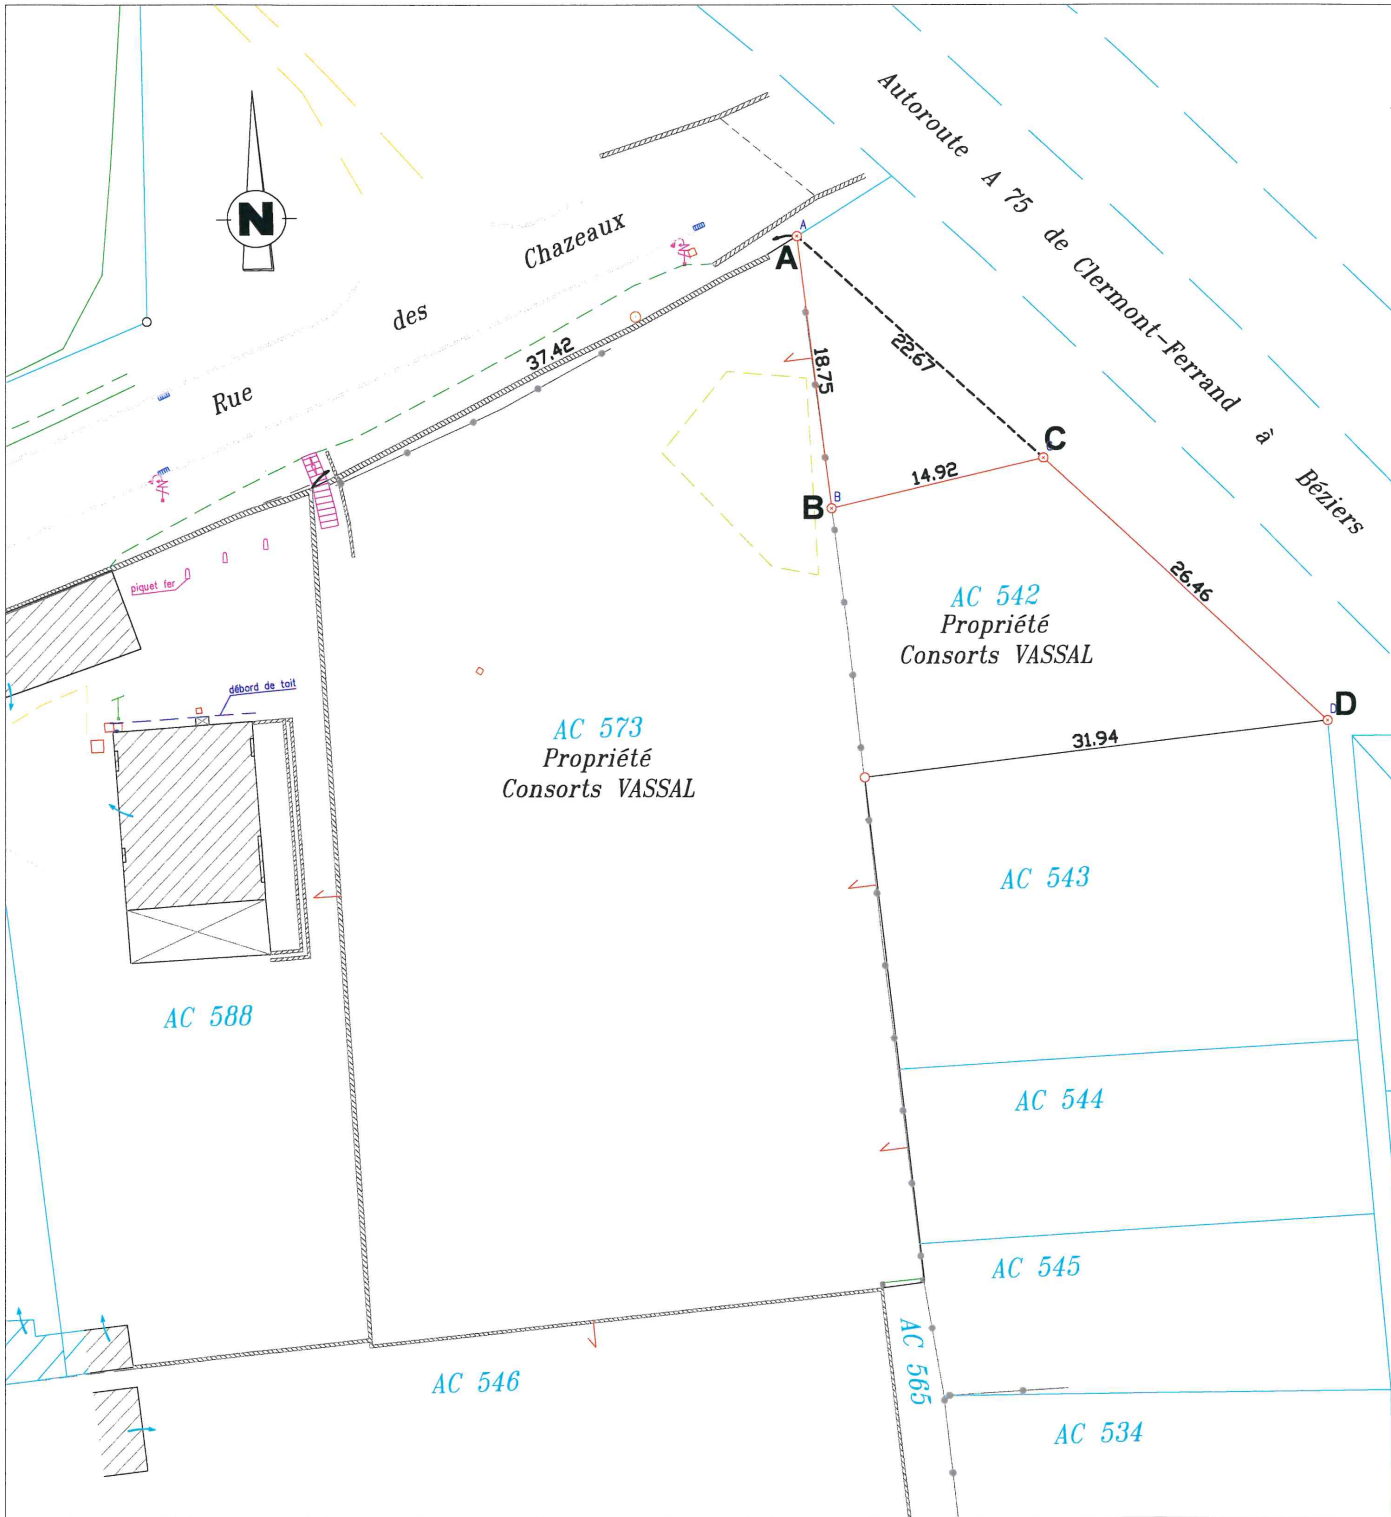 Autoroute A 75 de Clermont-Ferrand à Béziers
N
Rue des Chazeaux
A
A
37.42
18.75
22.67
C
B
B
14.92
26.46
piquet fer
AC 542
Propriété
Consorts VASSAL
débord de toit
D
D
AC 573
Propriété
Consorts VASSAL
31.94
AC 543
AC 588
AC 544
AC 545
AC 565
AC 546
AC 534